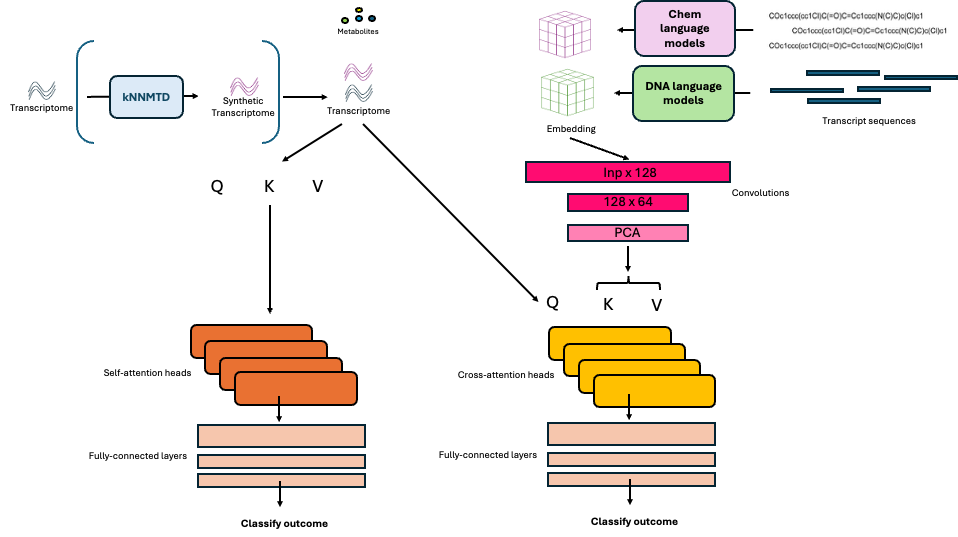 Metabolites
Chem
language
models
COc1ccc(cc1Cl)C(=O)C=Cc1ccc(N(C)C)c(Cl)c1
COc1ccc(cc1Cl)C(=O)C=Cc1ccc(N(C)C)c(Cl)c1
COc1ccc(cc1Cl)C(=O)C=Cc1ccc(N(C)C)c(Cl)c1
Transcriptome
kNNMTD
Synthetic
Transcriptome
Transcriptome
DNA language
models
Transcript sequences
Embedding
Inp x 128
Convolutions
128 x 64
PCA
Q K V
Q K V
Self-attention heads
Cross-attention heads
Fully-connected layers
Fully-connected layers
Classify outcome
Classify outcome